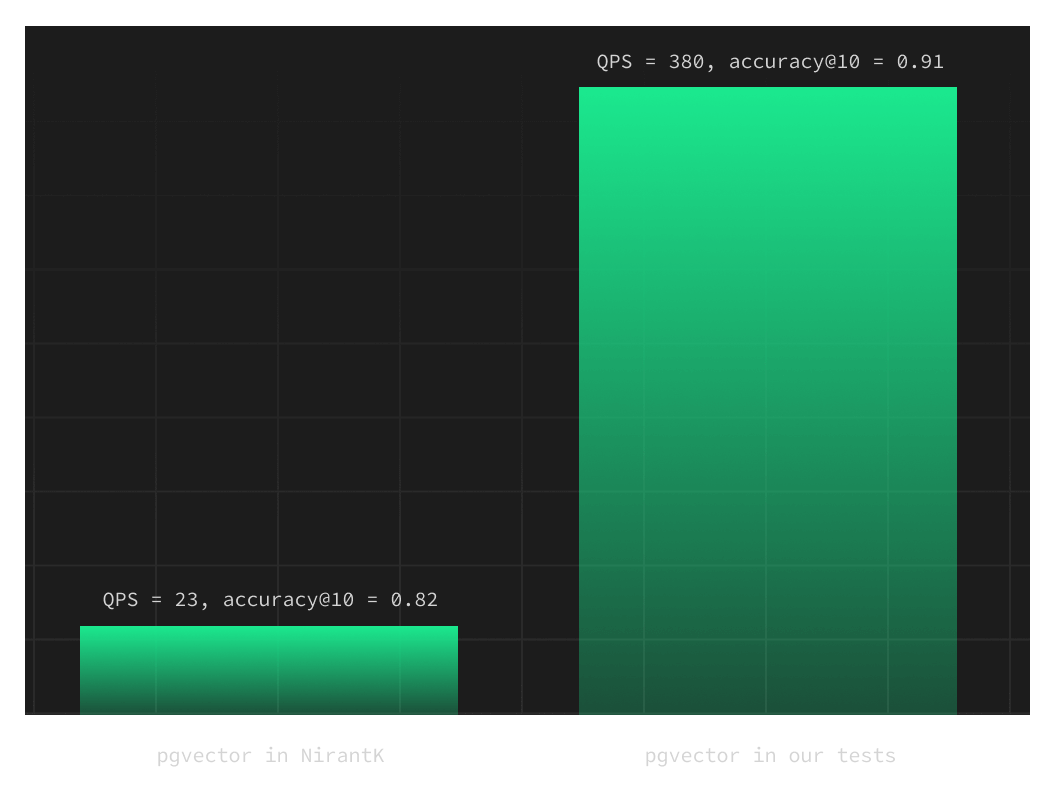 QPS = 380, accuracy@10 = 0.91
QPS = 23, accuracy@10 = 0.82
pgvector in NirantK
pgvector in our tests